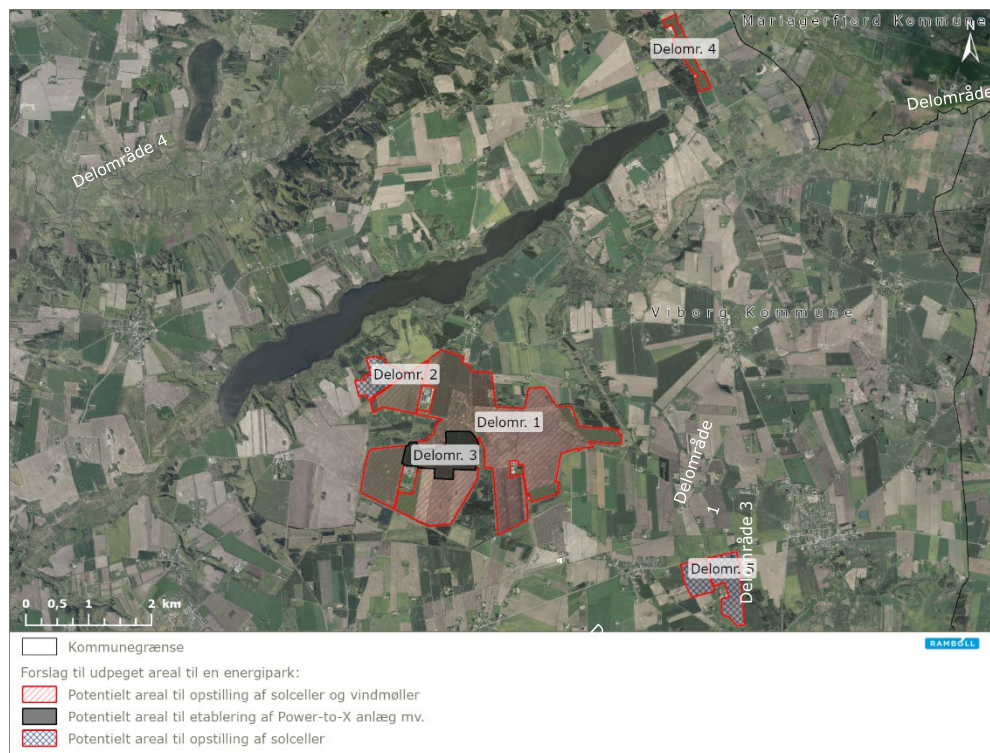 Mariagerfjord Kommune
N
Delomr. 4
Delområde
Delområde 4
Viborg Kommune
Delomr. 2
Delomr. 1
Delomr. 3
Delområde
1
Delområde 3
Delomr.
0 0,5 1 2 km
RAMBOLL
Kommunegrænse
Forslag til udpeget areal til en energipark:
Potentielt areal til opstilling af solceller og vindmøller
Potentielt areal til etablering af Power-to-X anlæg mv.
Potentielt areal til opstilling af solceller